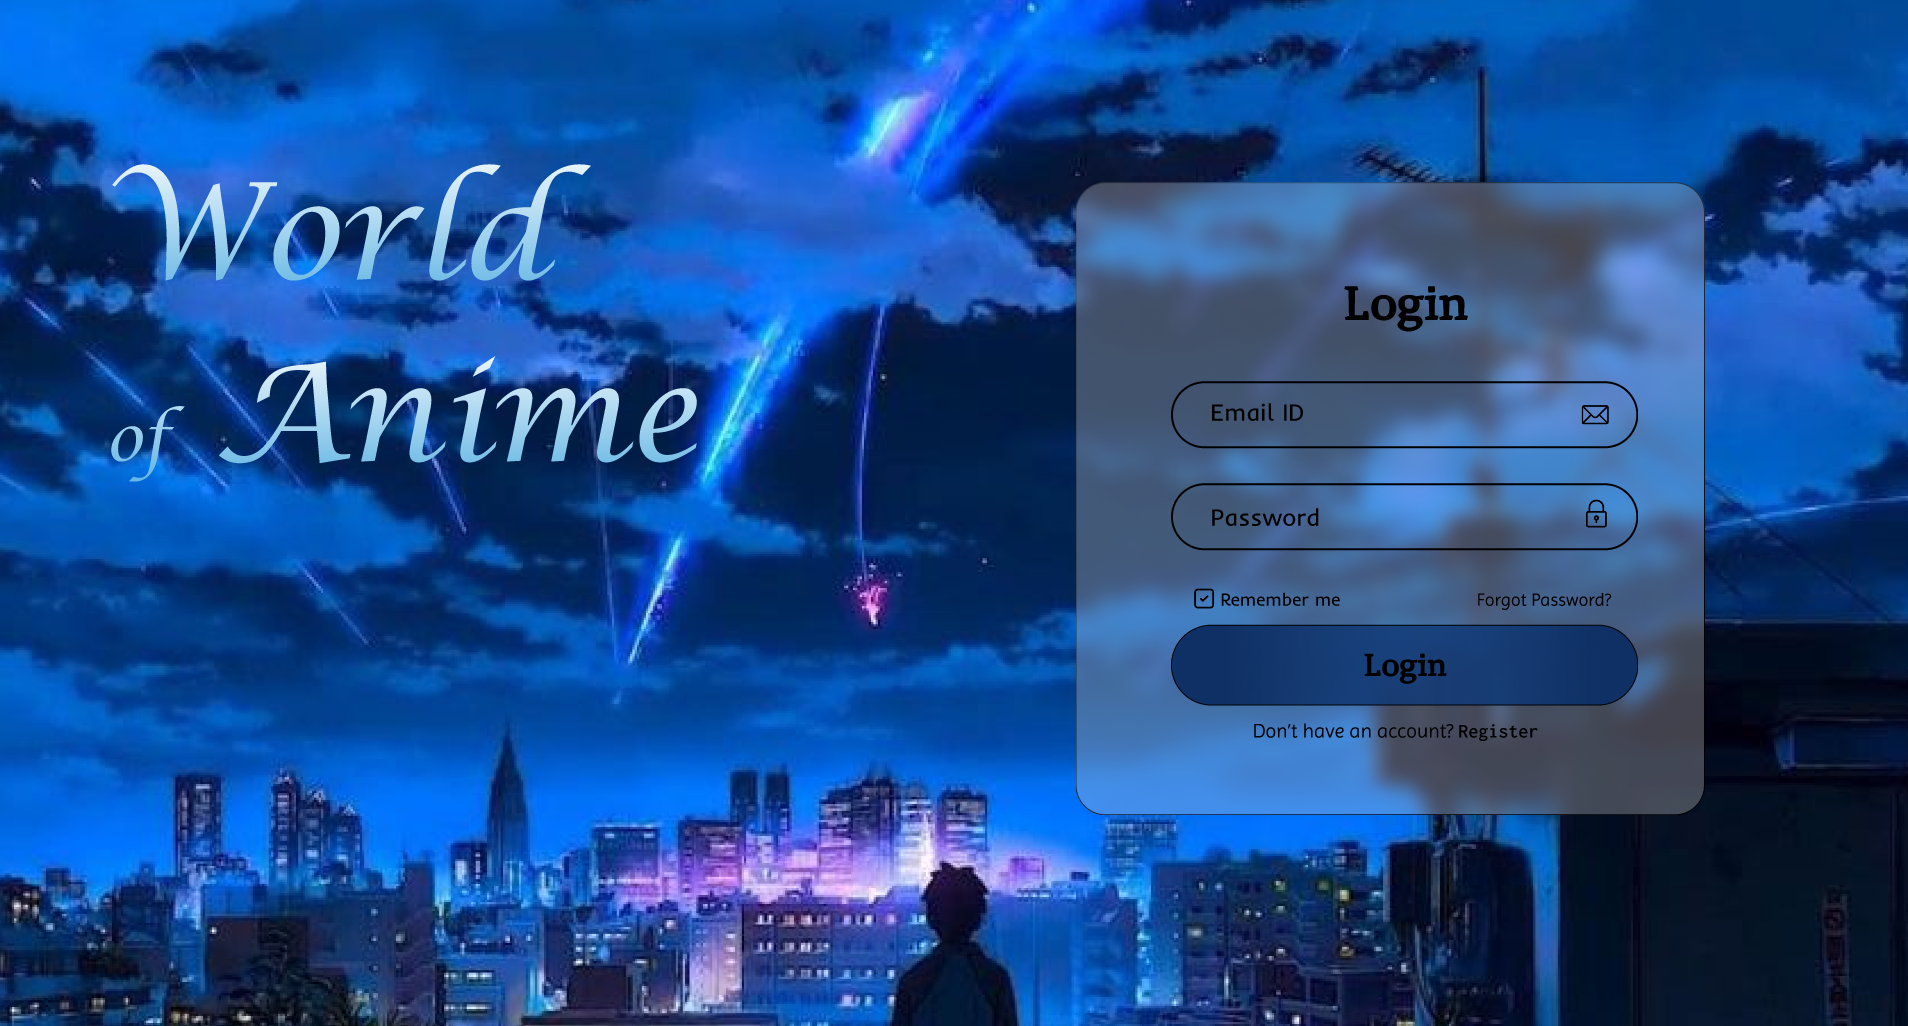 World
of Anime
Login
Email ID
Password
Remember me
Forgot Password?
Login
Don't have an account? Register